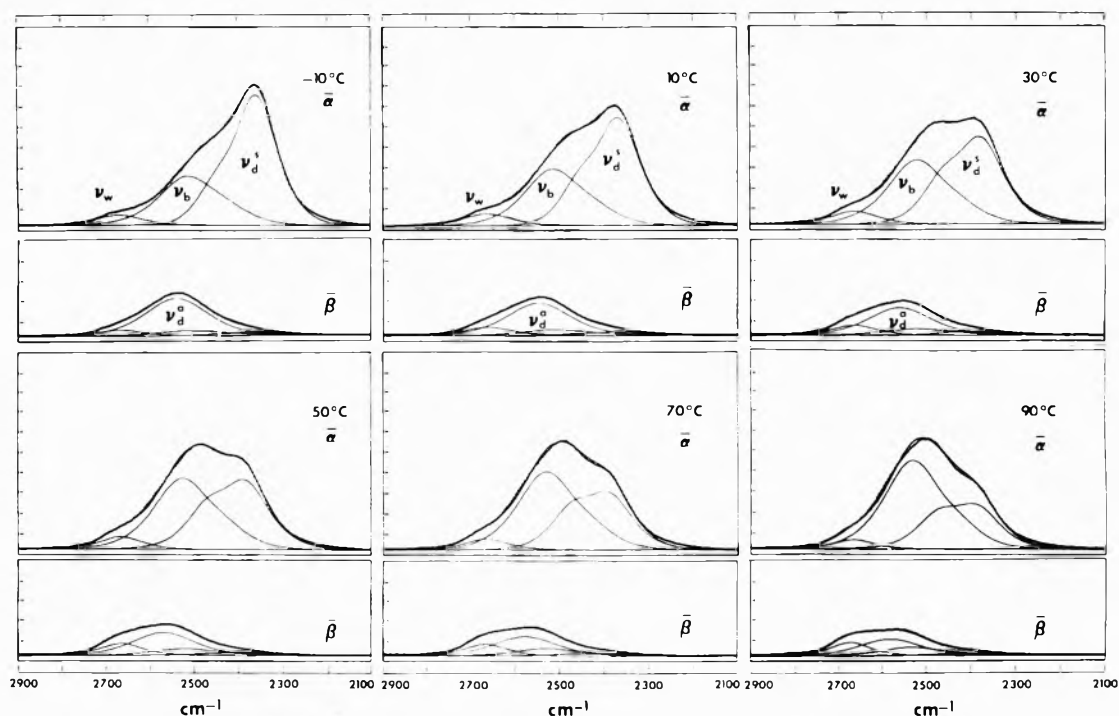 −10°C
ᾱ
ν_w
ν_b
ν_d^s
10°C
ᾱ
ν_w
ν_b
ν_d^s
30°C
ᾱ
ν_w
ν_b
ν_d^s
ν_d^a
β̄
ν_d^a
β̄
ν_d^a
β̄
50°C
ᾱ
70°C
ᾱ
90°C
ᾱ
β̄
β̄
β̄
2900 2700 2500 2300 2100
2900 2700 2500 2300 2100
2900 2700 2500 2300 2100
cm⁻¹
cm⁻¹
cm⁻¹